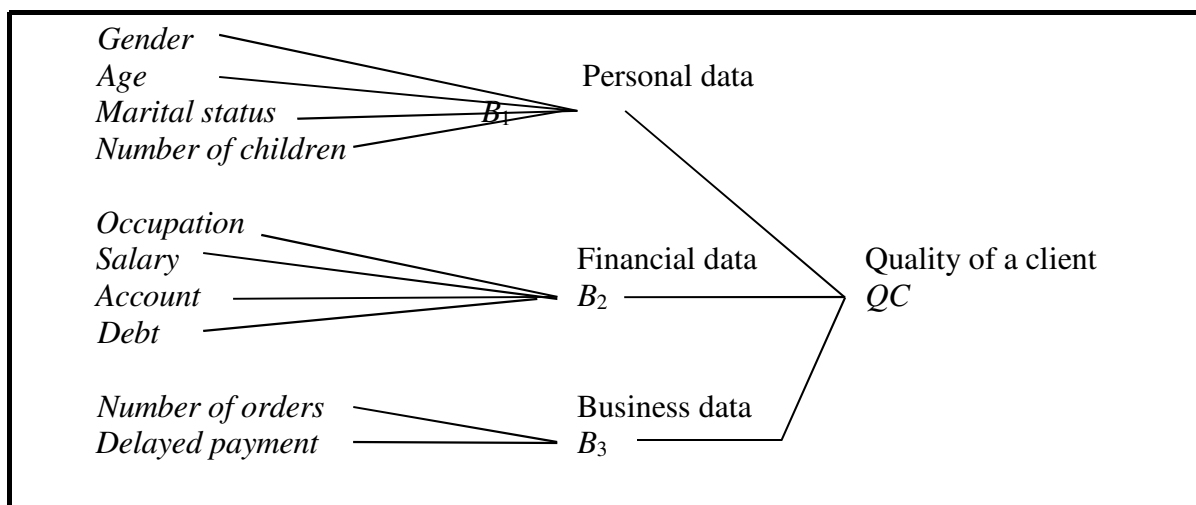 Gender
Age
Marital status
Number of children
Personal data
B₁
Occupation
Salary
Account
Debt
Financial data
B₂
Quality of a client
QC
Number of orders
Delayed payment
Business data
B₃